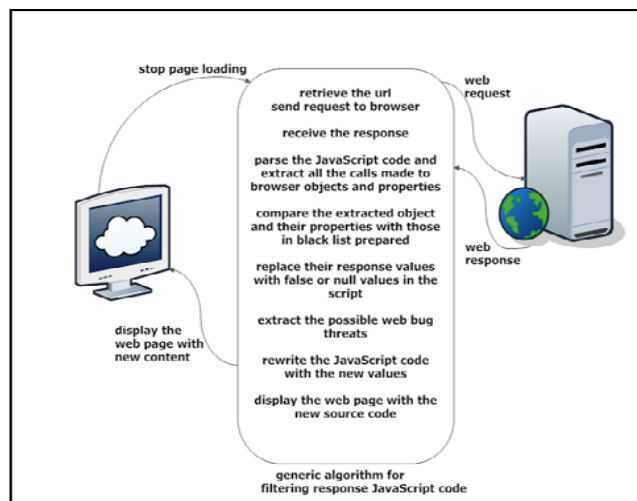 stop page loading
web
request
retrieve the url
send request to browser
receive the response
parse the JavaScript code and
extract all the calls made to
browser objects and properties
compare the extracted object
and their properties with those
in black list prepared
replace their response values
with false or null values in the
script
extract the possible web bug
threats
rewrite the JavaScript code
with the new values
display the web page with the
new source code
web
response
display the
web page with
new content
generic algorithm for
filtering response JavaScript code